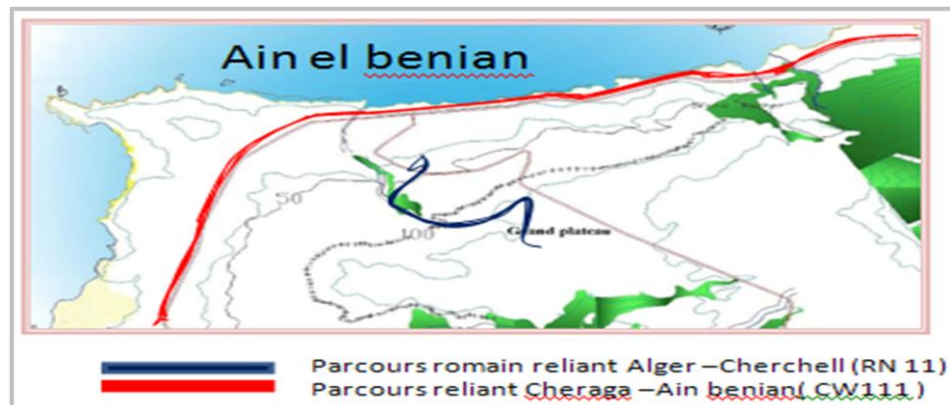 Ain el benian
50
100
Grand plateau
Parcours romain reliant Alger –Cherchell (RN 11)
Parcours reliant Cheraga –Ain benian( CW111 )